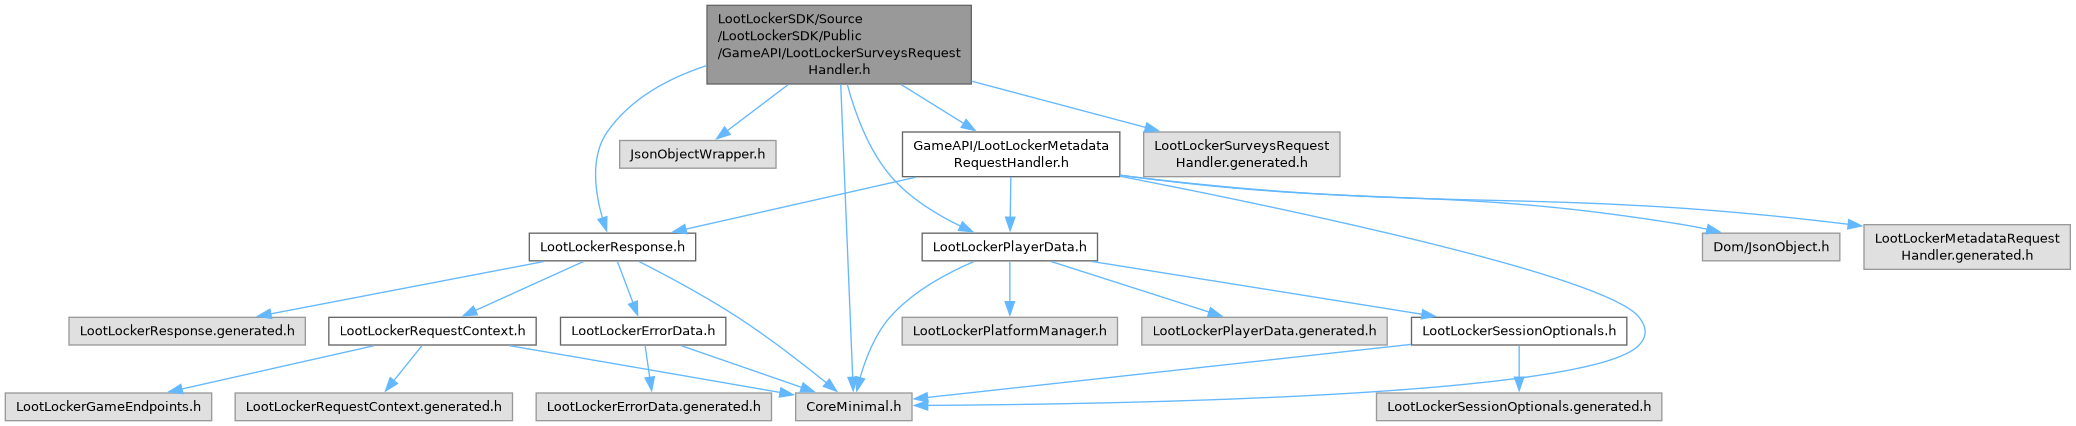 LootLockerSDK/Source
/LootLockerSDK/Public
/GameAPI/LootLockerSurveysRequest
Handler.h
JsonObjectWrapper.h
GameAPI/LootLockerMetadata
RequestHandler.h
LootLockerSurveysRequest
Handler.generated.h
LootLockerResponse.h
LootLockerPlayerData.h
Dom/JsonObject.h
LootLockerMetadataRequest
Handler.generated.h
LootLockerResponse.generated.h
LootLockerRequestContext.h
LootLockerErrorData.h
LootLockerPlatformManager.h
LootLockerPlayerData.generated.h
LootLockerSessionOptionals.h
LootLockerGameEndpoints.h
LootLockerRequestContext.generated.h
LootLockerErrorData.generated.h
CoreMinimal.h
LootLockerSessionOptionals.generated.h